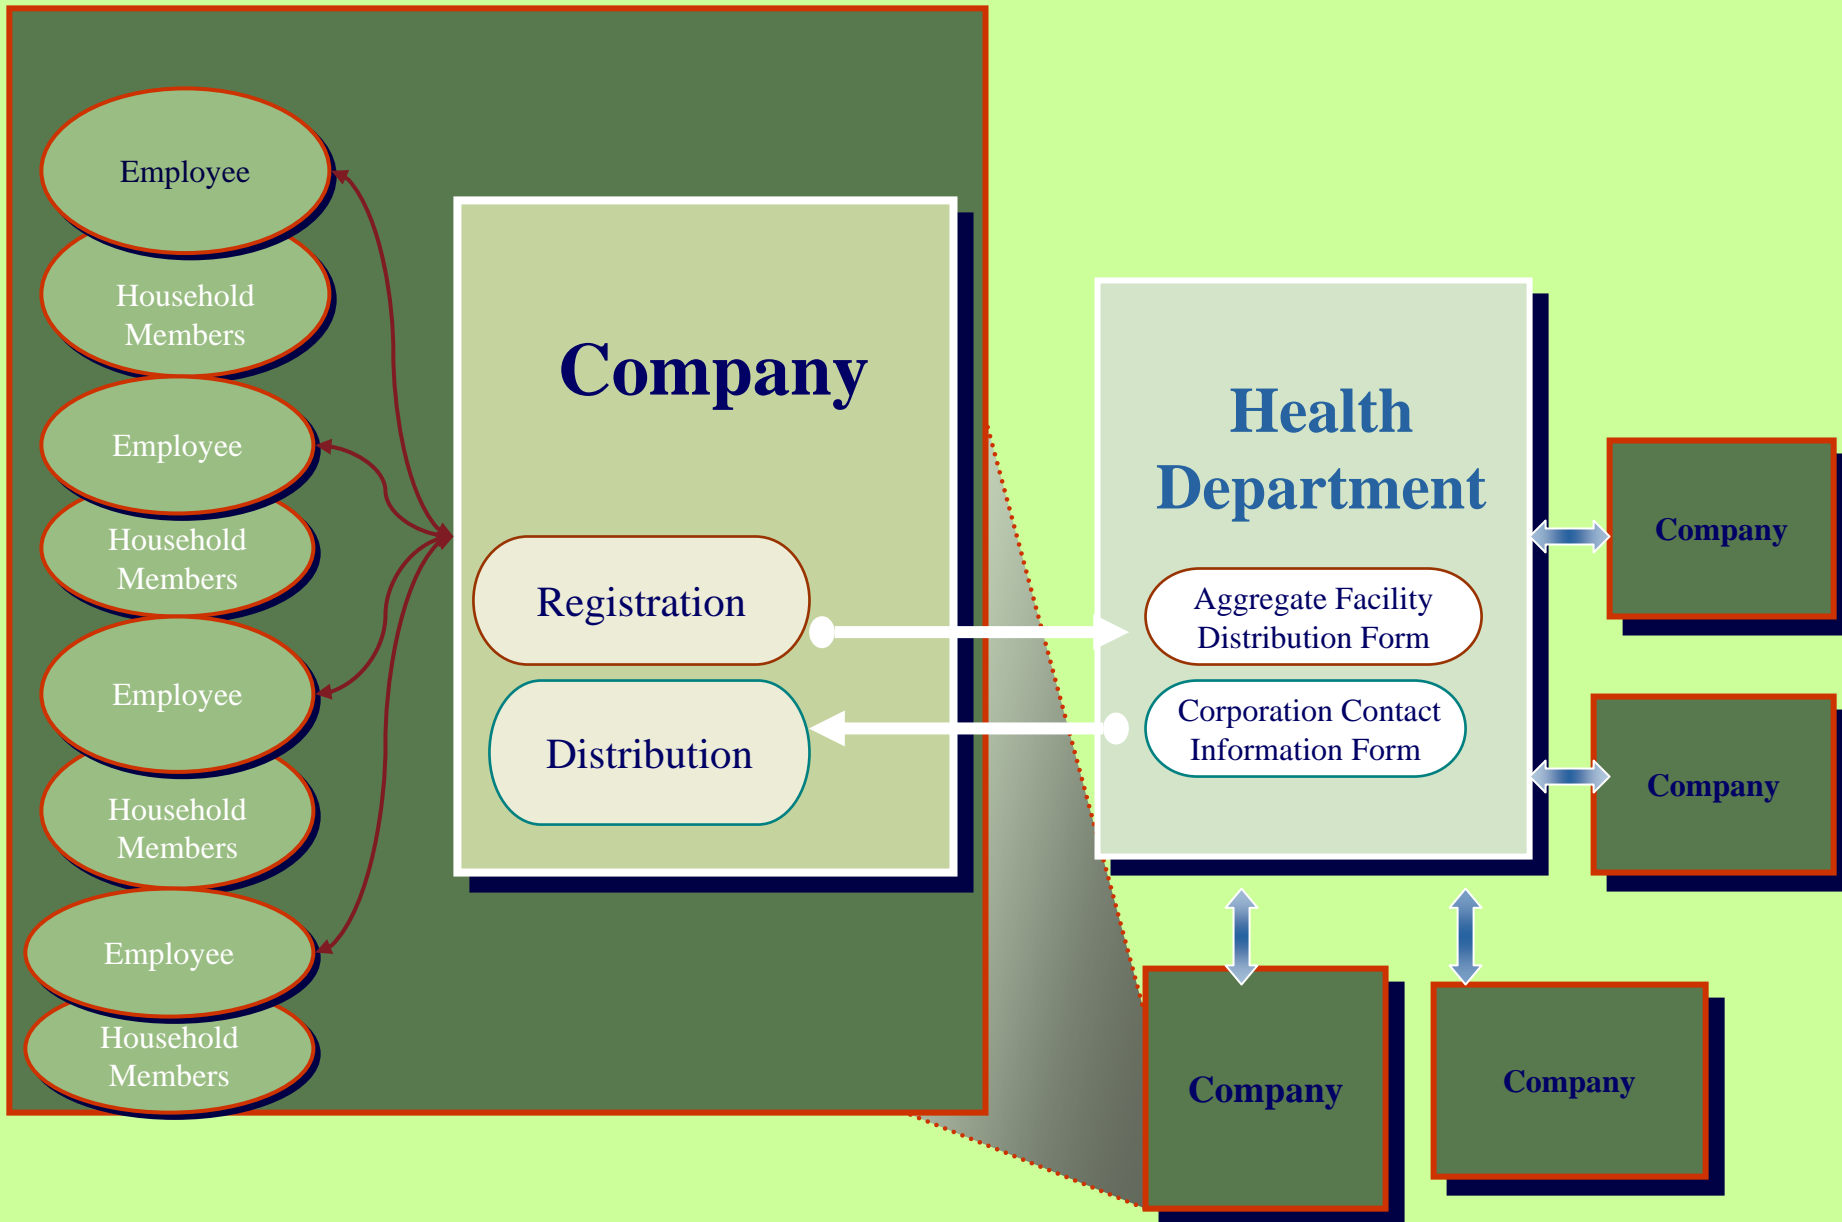 Employee
Household
Members
Employee
Household
Members
Employee
Household
Members
Employee
Household
Members
Company
Registration
Distribution
Health
Department
Aggregate Facility
Distribution Form
Corporation Contact
Information Form
Company
Company
Company
Company